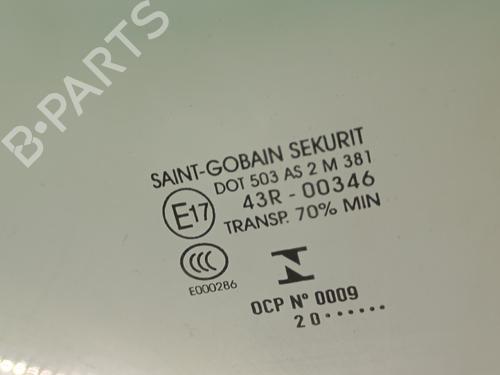 B-PARTS
SAINT-GOBAIN SEKURIT
DOT 503 AS 2 M 381
E17 43R - 00346
TRANSP. 70% MIN
CCC
E000286
OCP Nº 0009
20••••••